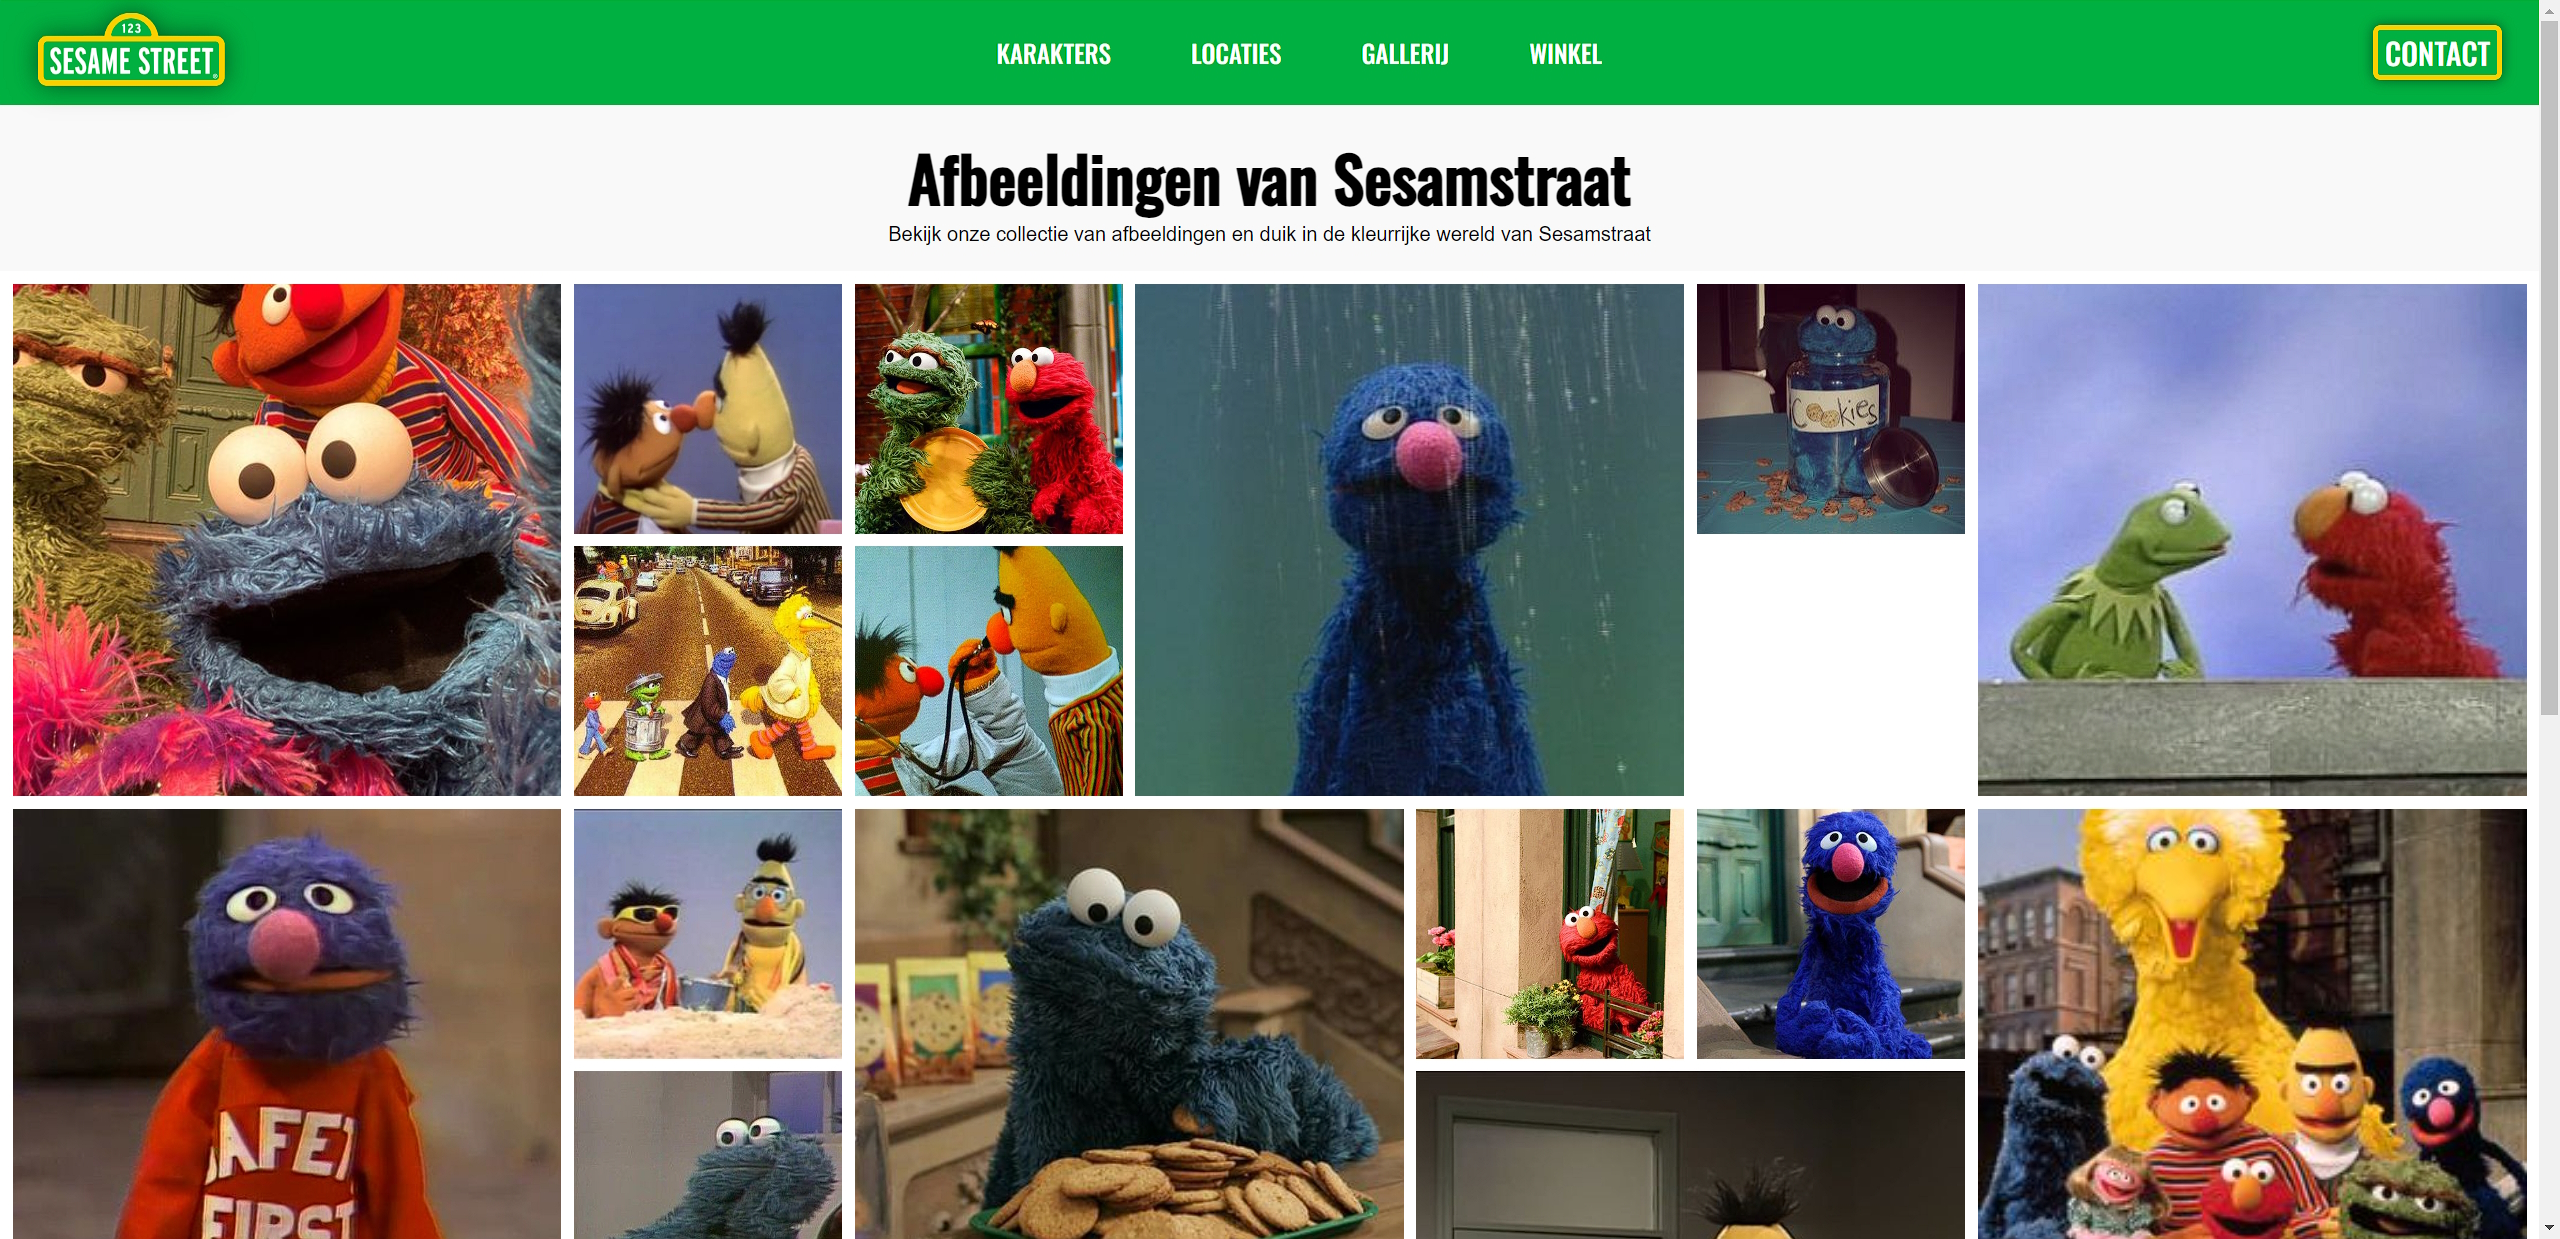 123
SESAME STREET
KARAKTERS
LOCATIES
GALLERIJ
WINKEL
CONTACT
Afbeeldingen van Sesamstraat
Bekijk onze collectie van afbeeldingen en duik in de kleurrijke wereld van Sesamstraat
Cookies
AFET
FIRST